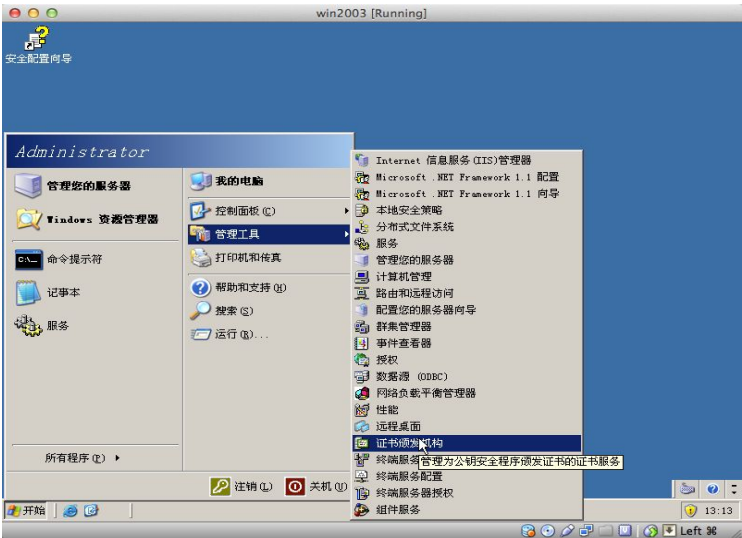 win2003 [Running]
安全配置向导
Administrator
管理您的服务器
Windows 资源管理器
命令提示符
记事本
服务
所有程序(P)
我的电脑
控制面板(C)
管理工具
打印机和传真
帮助和支持(H)
搜索(S)
运行(R)...
注销(L)
关机(U)
Internet 信息服务(IIS)管理器
Microsoft .NET Framework 1.1 配置
Microsoft .NET Framework 1.1 向导
本地安全策略
分布式文件系统
服务
管理您的服务器
计算机管理
路由和远程访问
配置您的服务器向导
群集管理器
事件查看器
授权
数据源 (ODBC)
网络负载平衡管理器
性能
远程桌面
证书颁发机构
终端服务
管理为公钥安全程序颁发证书的证书服务
终端服务配置
终端服务器授权
组件服务
开始
13:13
Left ⌘